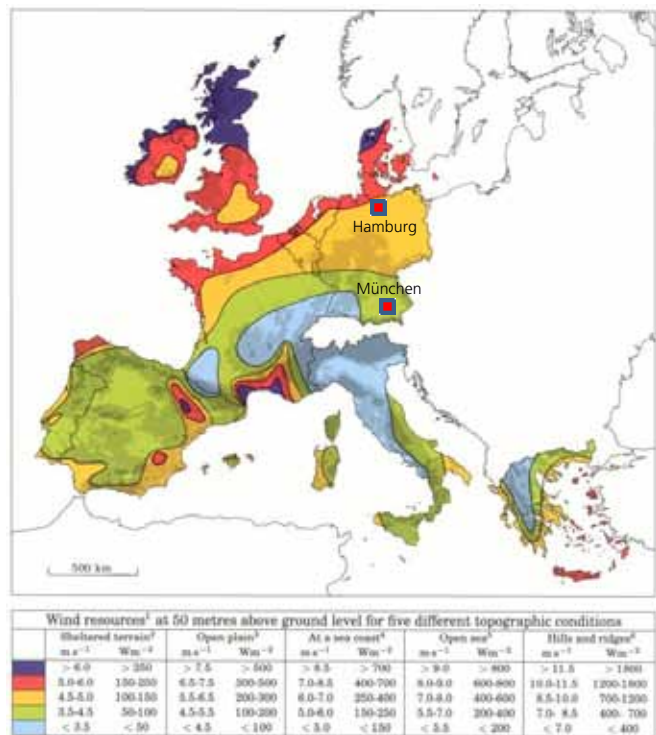 Hamburg
München
500 km
Wind resources¹ at 50 metres above ground level for five different topographic conditions
Sheltered terrain² Open plain³ At a sea coast⁴ Open sea⁵ Hills and ridges⁶
m s⁻¹ Wm⁻² m s⁻¹ Wm⁻² m s⁻¹ Wm⁻² m s⁻¹ Wm⁻² m s⁻¹ Wm⁻²
> 6.0 > 250 > 7.5 > 500 > 8.5 > 700 > 9.0 > 800 > 11.5 > 1800
5.0-6.0 150-250 6.5-7.5 300-500 7.0-8.5 400-700 8.0-9.0 600-800 10.0-11.5 1200-1800
4.5-5.0 100-150 5.5-6.5 200-300 6.0-7.0 250-400 7.0-8.0 400-600 8.5-10.0 700-1200
3.5-4.5 50-100 4.5-5.5 100-200 5.0-6.0 150-250 5.5-7.0 200-400 7.0- 8.5 400- 700
< 3.5 < 50 < 4.5 < 100 < 5.0 < 150 < 5.5 < 200 < 7.0 < 400